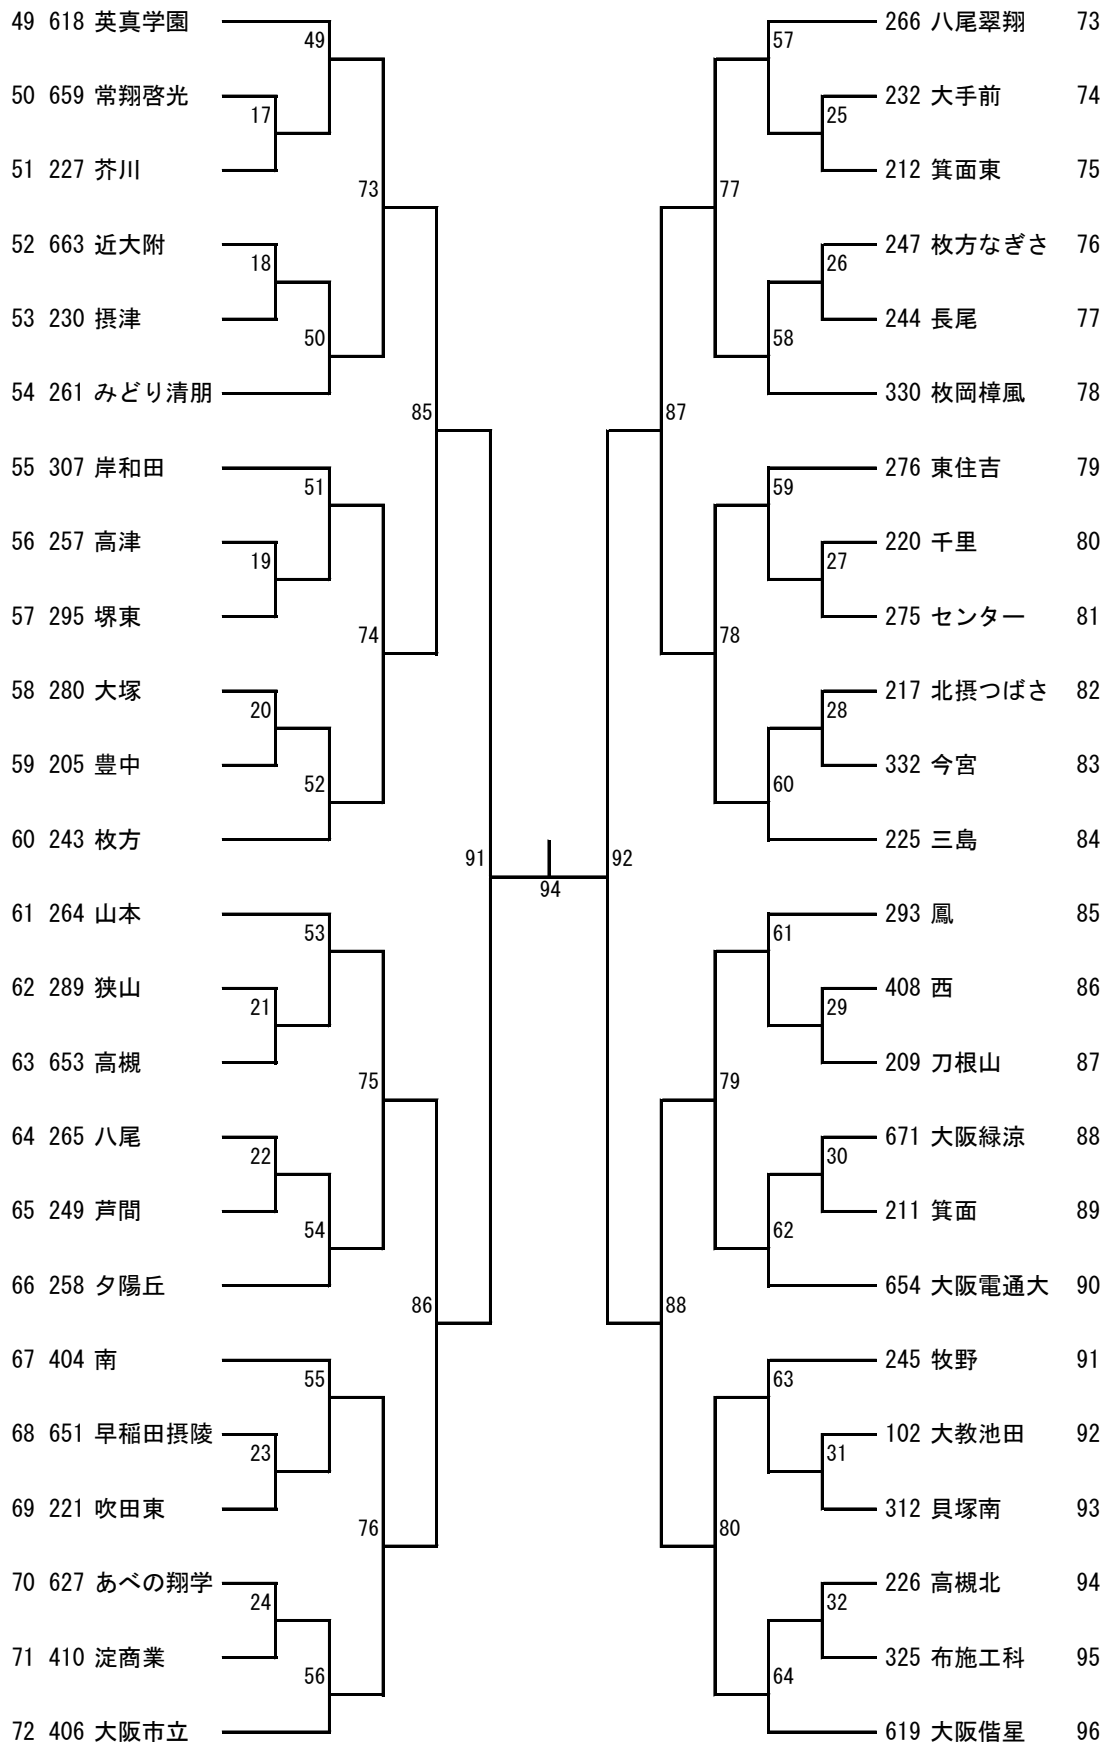 49 618 英真学園
50 659 常翔啓光
51 227 芥川
52 663 近大附
53 230 摂津
54 261 みどり清朋
55 307 岸和田
56 257 高津
57 295 堺東
58 280 大塚
59 205 豊中
60 243 枚方
61 264 山本
62 289 狭山
63 653 高槻
64 265 八尾
65 249 芦間
66 258 夕陽丘
67 404 南
68 651 早稲田摂陵
69 221 吹田東
70 627 あべの翔学
71 410 淀商業
72 406 大阪市立
49
17
18
50
51
19
20
52
53
21
22
54
55
23
24
56
73
74
75
76
85
86
91
94
92
87
88
77
78
79
80
57
25
26
58
59
27
28
60
61
29
30
62
63
31
32
64
266 八尾翠翔 73
232 大手前 74
212 箕面東 75
247 枚方なぎさ 76
244 長尾 77
330 枚岡樟風 78
276 東住吉 79
220 千里 80
275 センター 81
217 北摂つばさ 82
332 今宮 83
225 三島 84
293 鳳 85
408 西 86
209 刀根山 87
671 大阪緑涼 88
211 箕面 89
654 大阪電通大 90
245 牧野 91
102 大教池田 92
312 貝塚南 93
226 高槻北 94
325 布施工科 95
619 大阪偕星 96